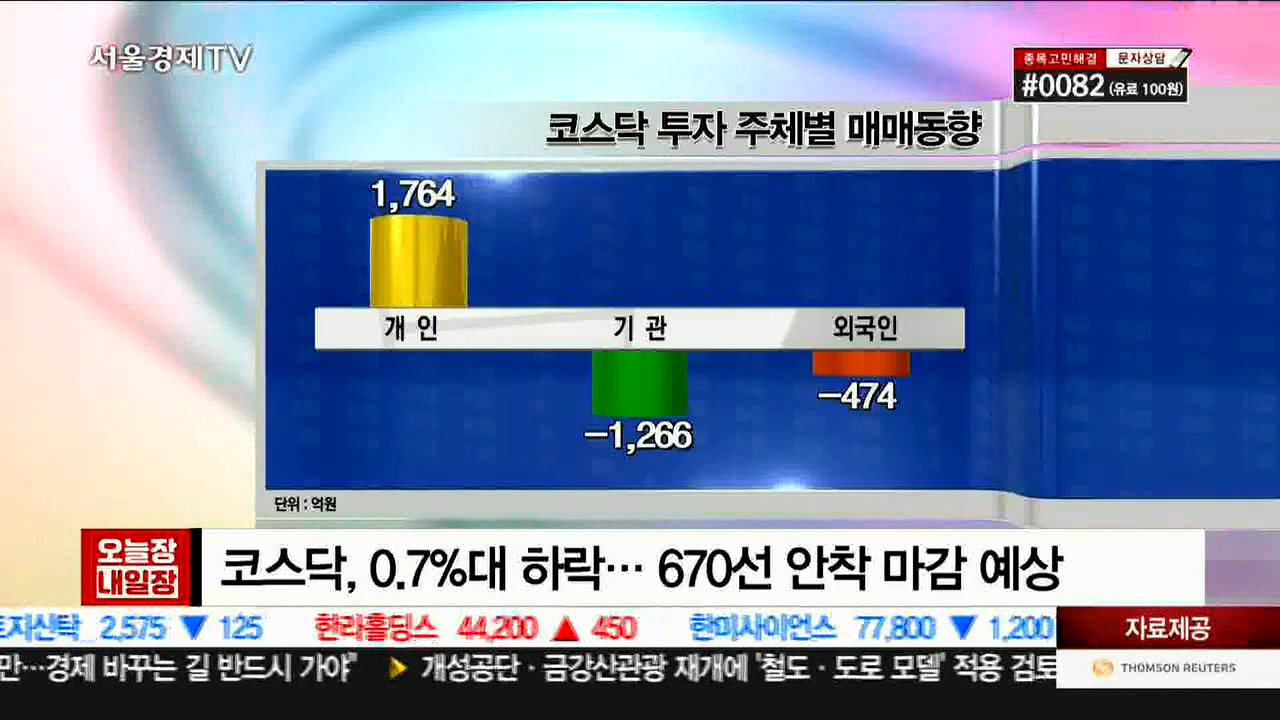 서울경제TV
종목고민해결 문자상담
#0082 (유료 100원)
코스닥 투자 주체별 매매동향
1,764
개 인 기 관 외국인
-474
-1,266
단위 : 억원
오늘장
내일장
코스닥, 0.7%대 하락… 670선 안착 마감 예상
토지신탁 2,575 ▼ 125 한라홀딩스 44,200 ▲ 450 한미사이언스 77,800 ▼ 1,200
자료제공
만…경제 바꾸는 길 반드시 가야" ▶ 개성공단·금강산관광 재개에 '철도·도로 모델' 적용 검토
THOMSON REUTERS